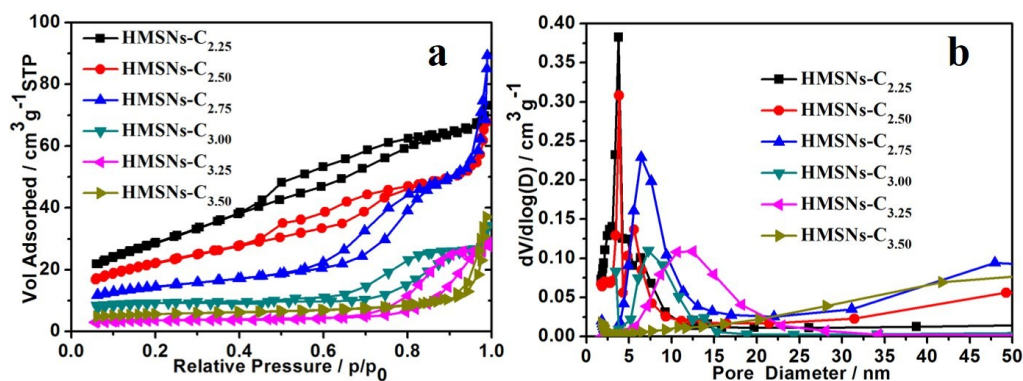 a
HMSNs-C2.25
HMSNs-C2.50
HMSNs-C2.75
HMSNs-C3.00
HMSNs-C3.25
HMSNs-C3.50
Vol Adsorbed / cm3g-1 STP
100
80
60
40
20
0
0.0 0.2 0.4 0.6 0.8 1.0
Relative Pressure / p/p0
b
HMSNs-C2.25
HMSNs-C2.50
HMSNs-C2.75
HMSNs-C3.00
HMSNs-C3.25
HMSNs-C3.50
dV/dlog(D) / cm3g-1
0.40
0.35
0.30
0.25
0.20
0.15
0.10
0.05
0.00
0 5 10 15 20 25 30 35 40 45 50
Pore Diameter / nm